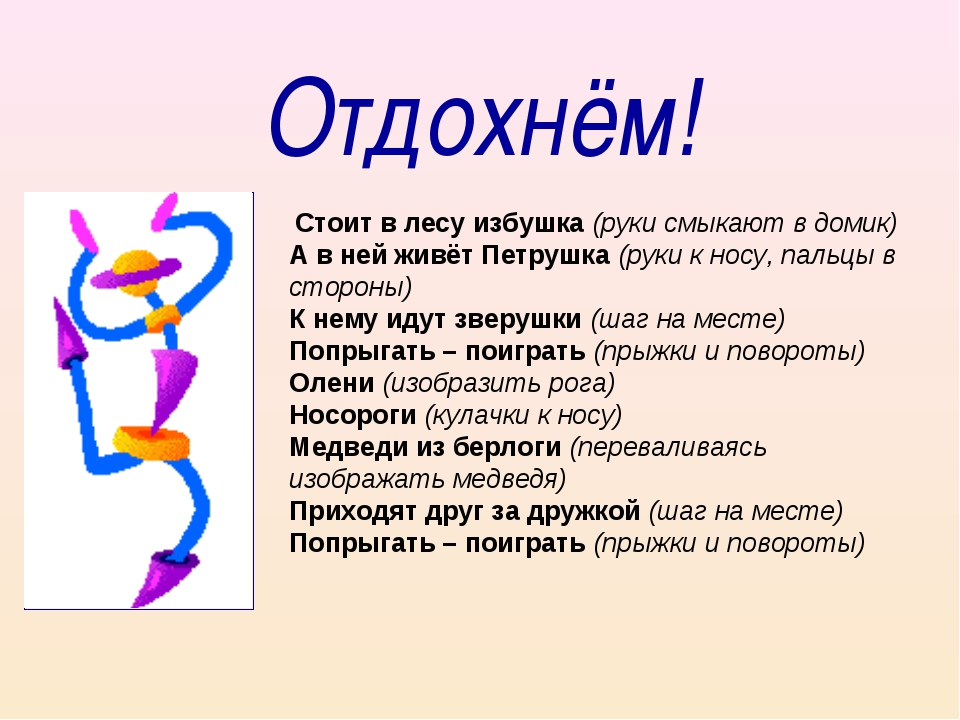 Отдохнём!
Стоит в лесу избушка (руки смыкают в домик)
А в ней живёт Петрушка (руки к носу, пальцы в
стороны)
К нему идут зверушки (шаг на месте)
Попрыгать – поиграть (прыжки и повороты)
Олени (изобразить рога)
Носороги (кулачки к носу)
Медведи из берлоги (переваливаясь
изображать медведя)
Приходят друг за дружкой (шаг на месте)
Попрыгать – поиграть (прыжки и повороты)